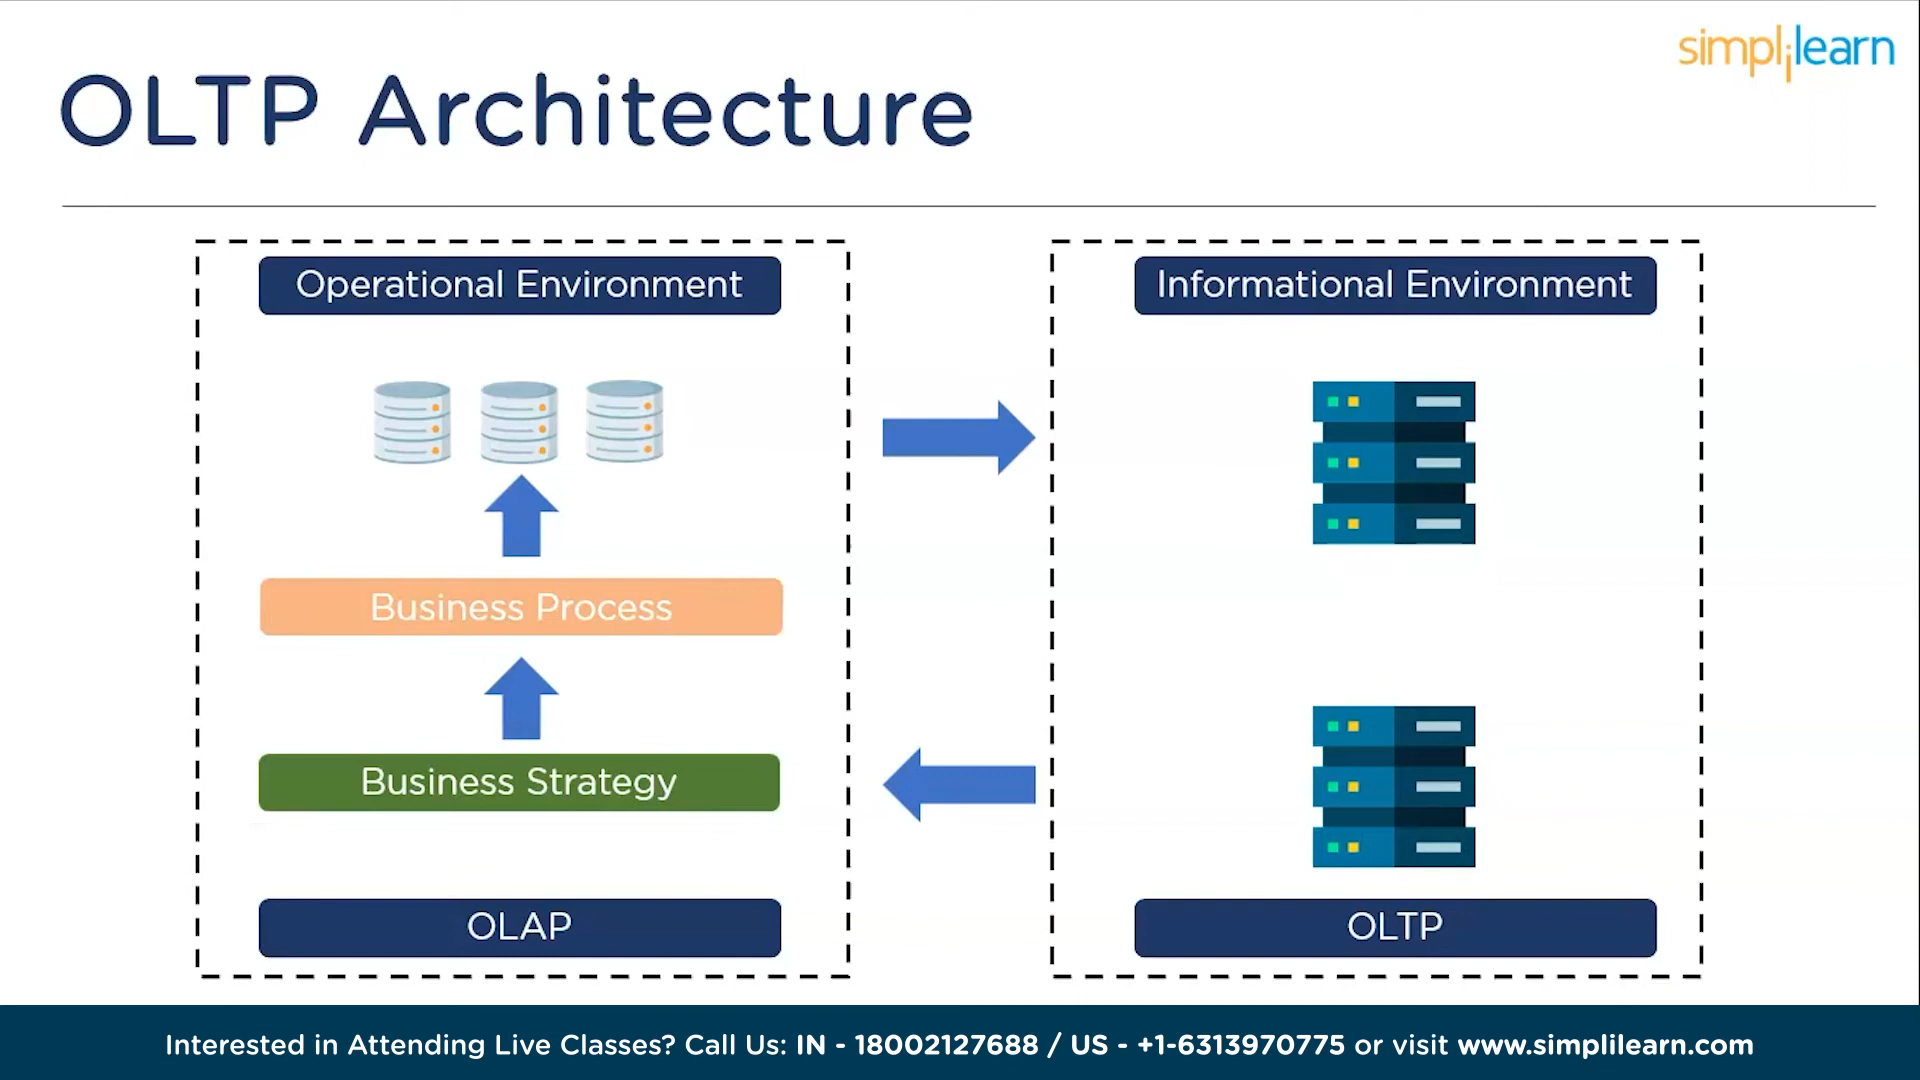 simplilearn
OLTP Architecture
Operational Environment
Informational Environment
Business Process
Business Strategy
OLAP
OLTP
Interested in Attending Live Classes? Call Us: IN - 18002127688 / US - +1-6313970775 or visit www.simplilearn.com